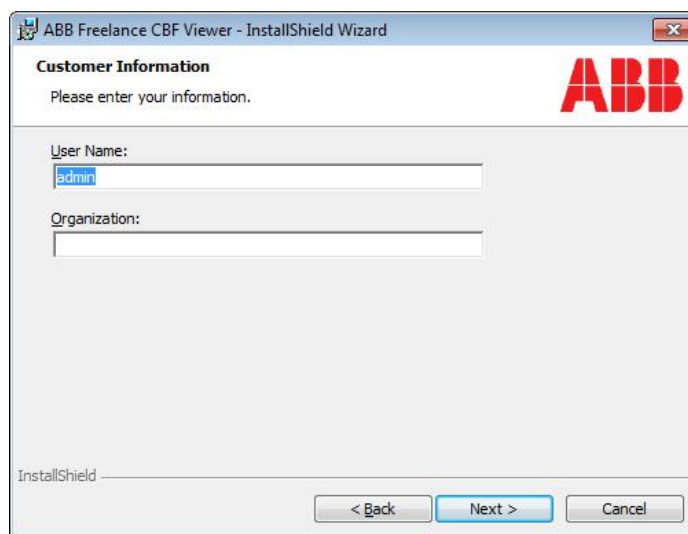 ABB Freelance CBF Viewer - InstallShield Wizard
Customer Information
Please enter your information.
ABB
User Name:
admin
Organization:
InstallShield
< Back
Next >
Cancel